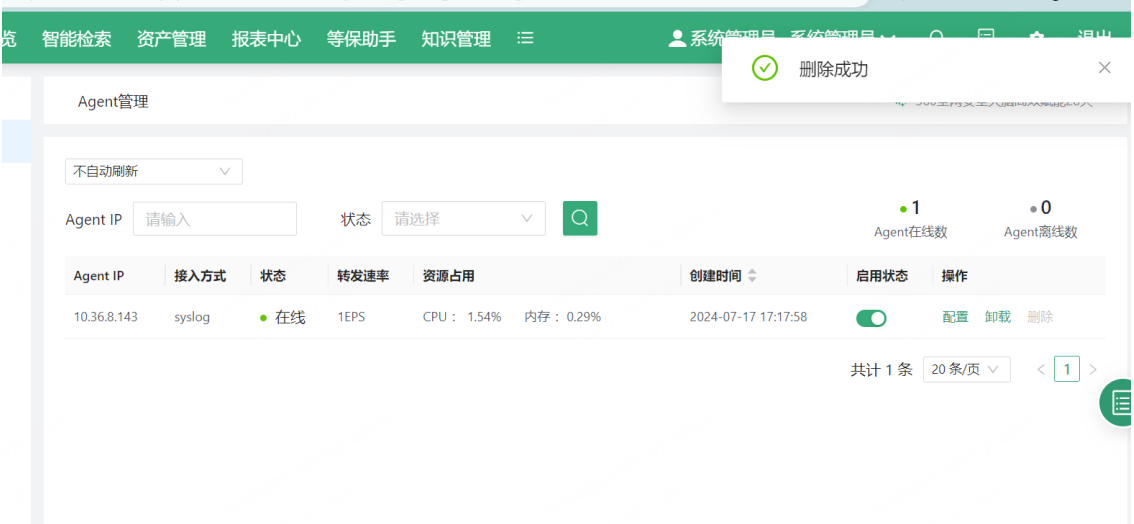 览 智能检索 资产管理 报表中心 等保助手 知识管理 系统管理员 系统管理员 退出
删除成功
Agent管理
不自动刷新
Agent IP 请输入 状态 请选择
1 0
Agent在线数 Agent离线数
Agent IP 接入方式 状态 转发速率 资源占用 创建时间 启用状态 操作
10.36.8.143 syslog 在线 1EPS CPU： 1.54% 内存： 0.29% 2024-07-17 17:17:58 配置 卸载 删除
共计 1 条 20 条/页 1